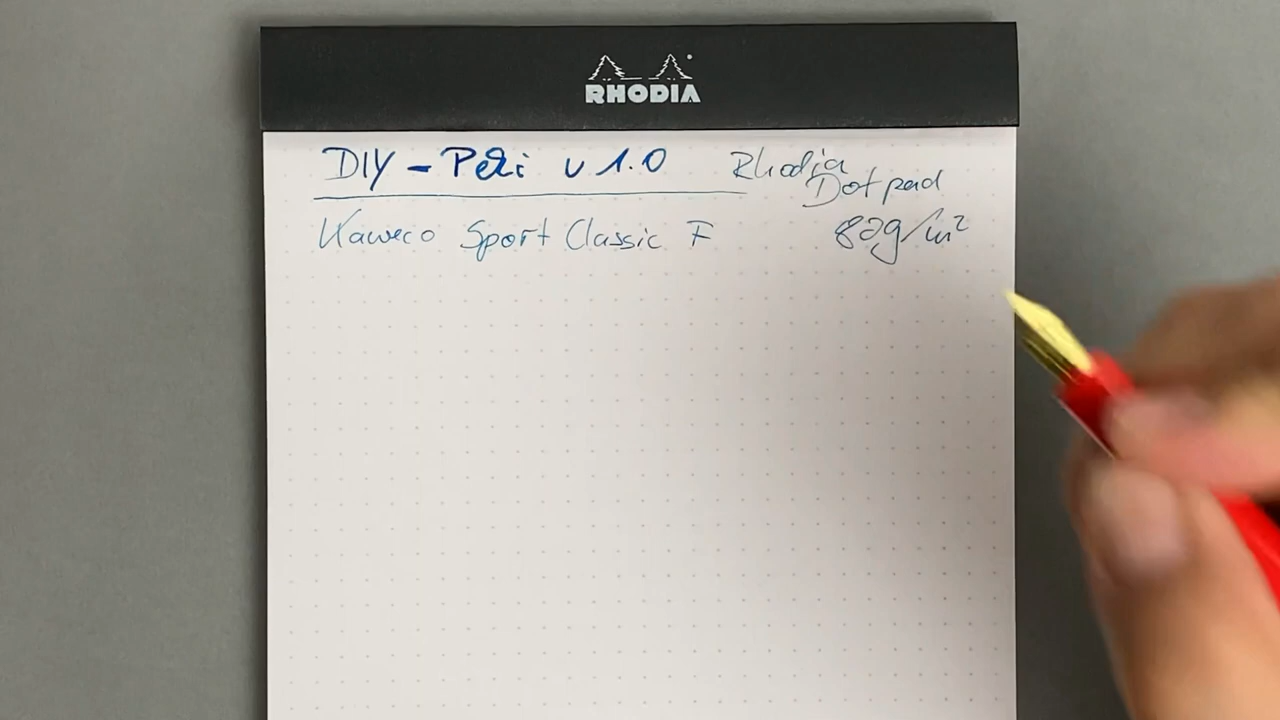 RHODIA
DIY - Peli v 1.0
Rhodia
Dot pad
Kaweco Sport Classic F
80g/m²